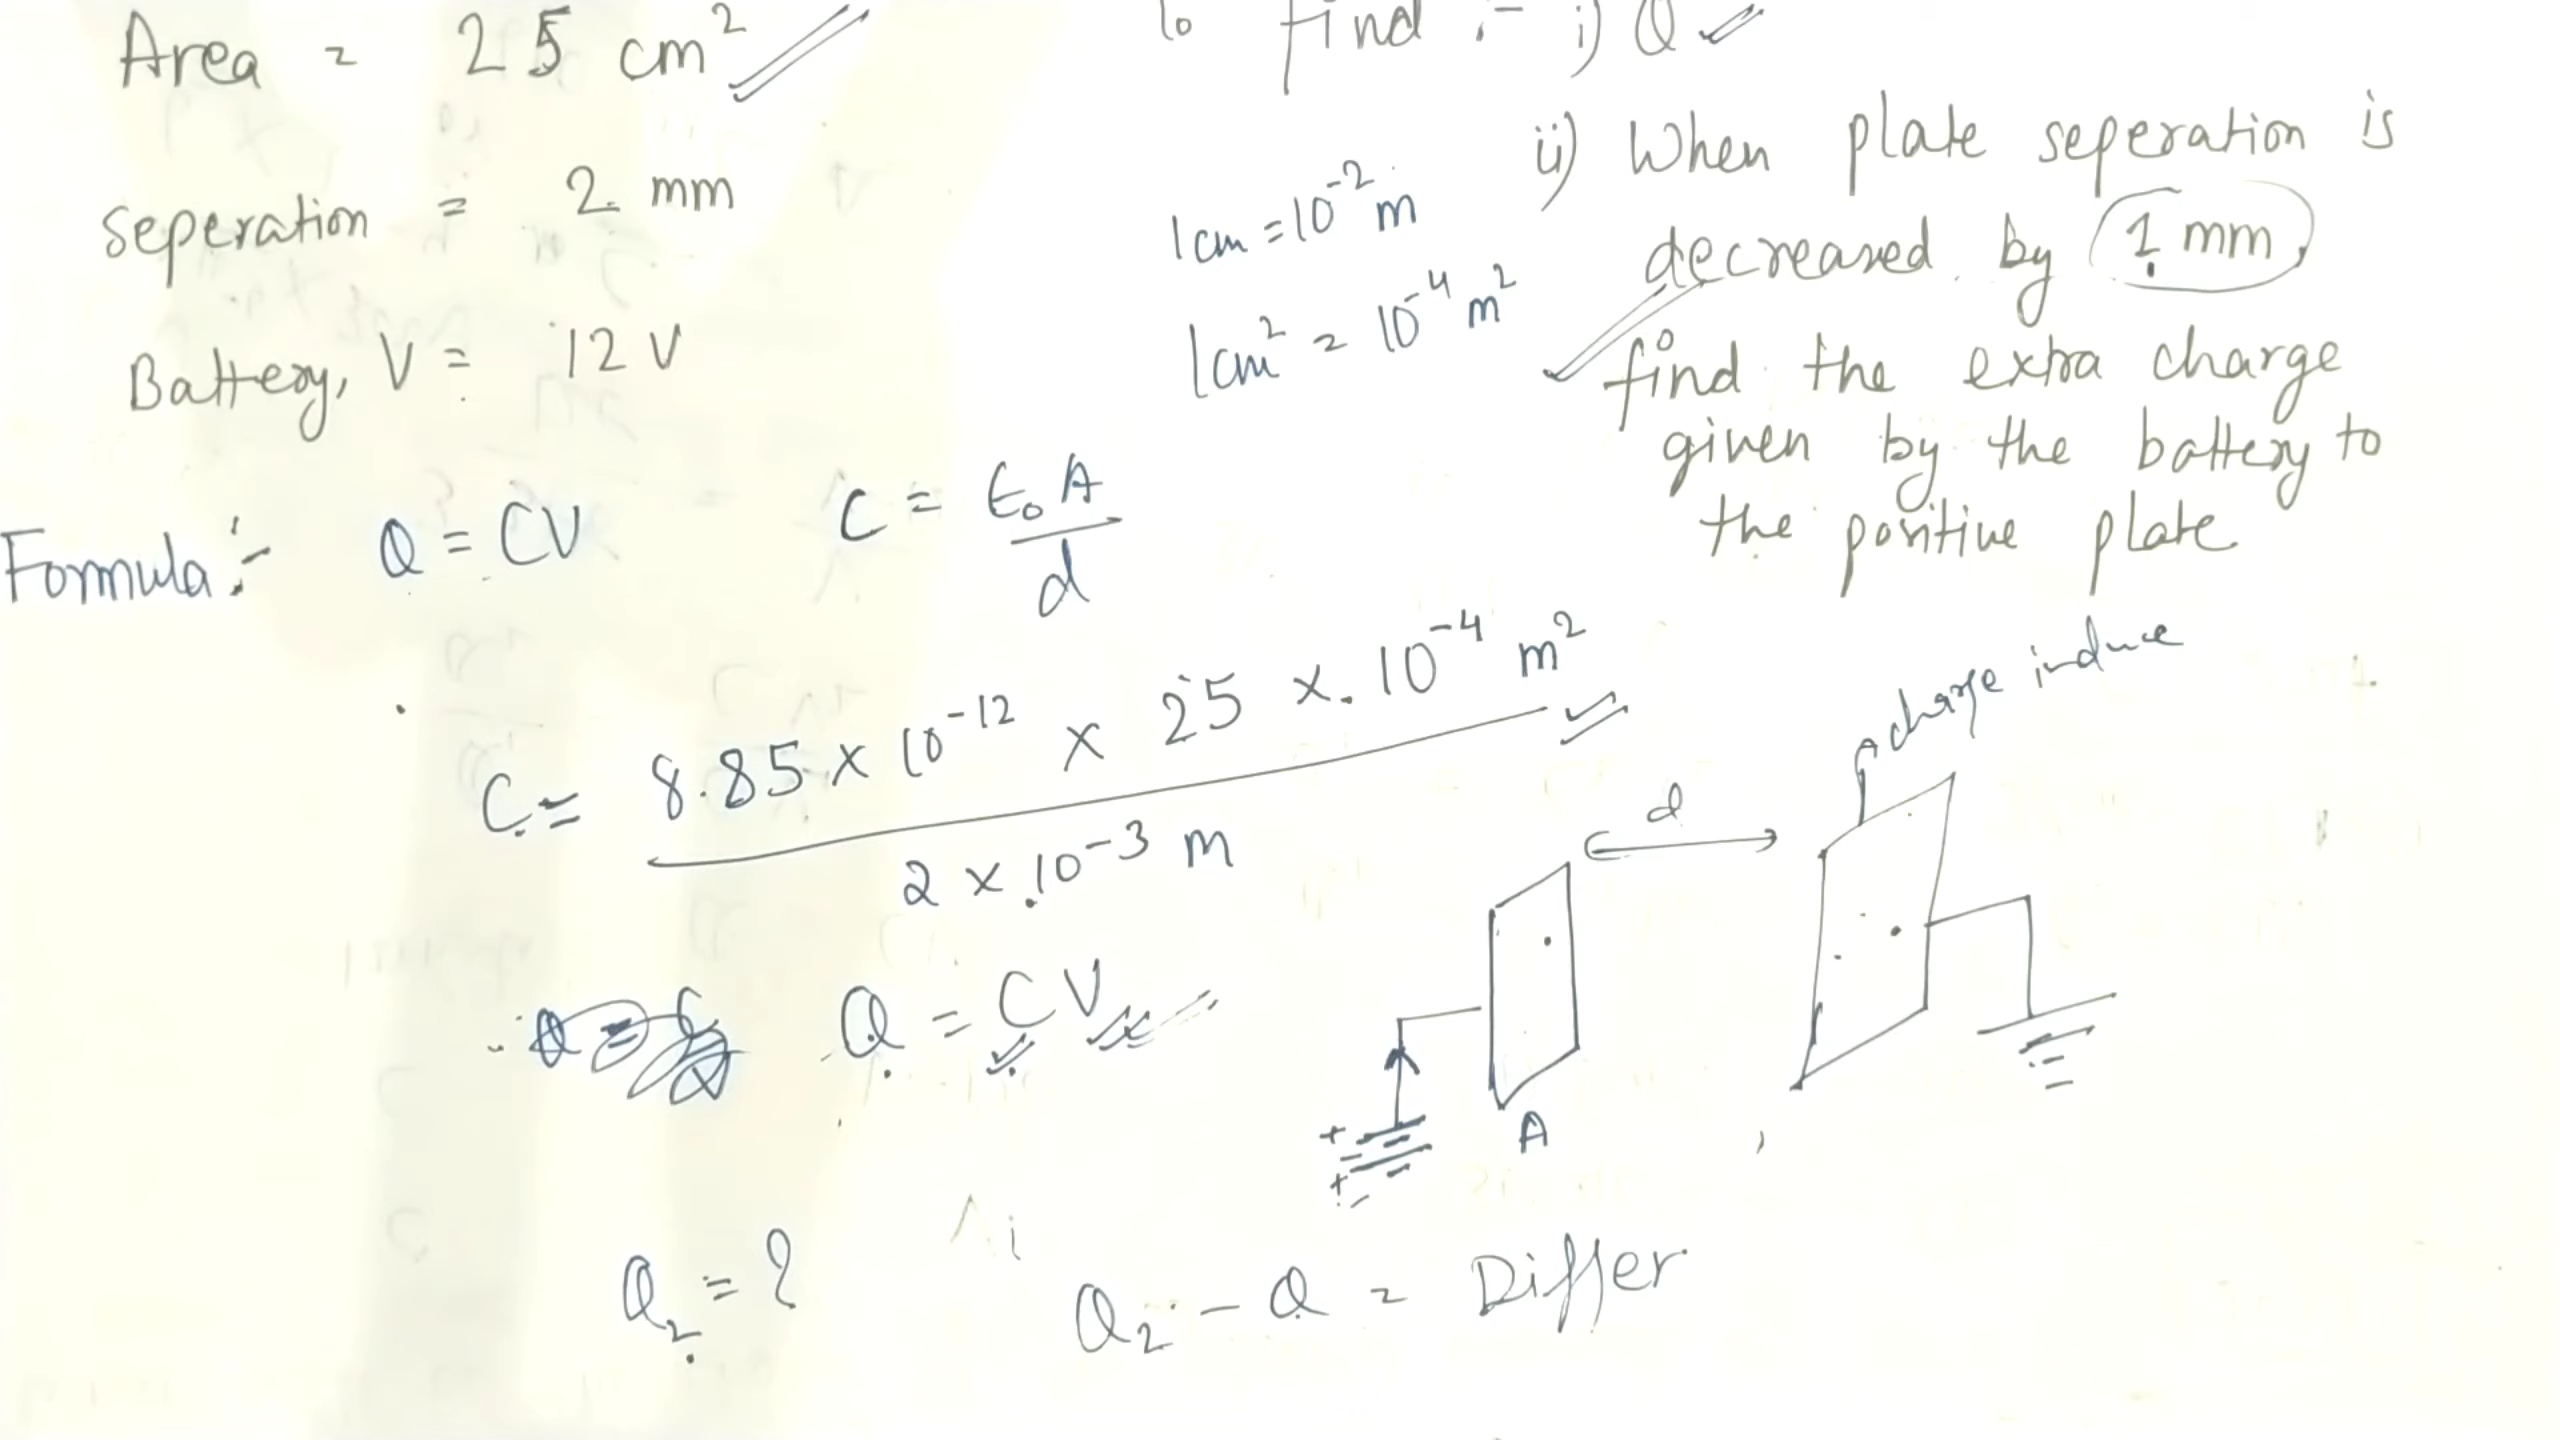 Area = 25 cm²
To find :- i) Q
seperation = 2 mm
Battery, V = 12 V
1 cm = 10⁻² m
1 cm² = 10⁻⁴ m²
ii) When plate seperation is
decreased by 1 mm,
find the extra charge
given by the battery to
the positive plate
Formula :- Q = CV C = ε₀A / d
C = 8.85 × 10⁻¹² × 25 × 10⁻⁴ m²
2 × 10⁻³ m
charge induce
d
Q = CV
A
+ -
+ -
Q₂ = ? Q₂ - Q = Differ